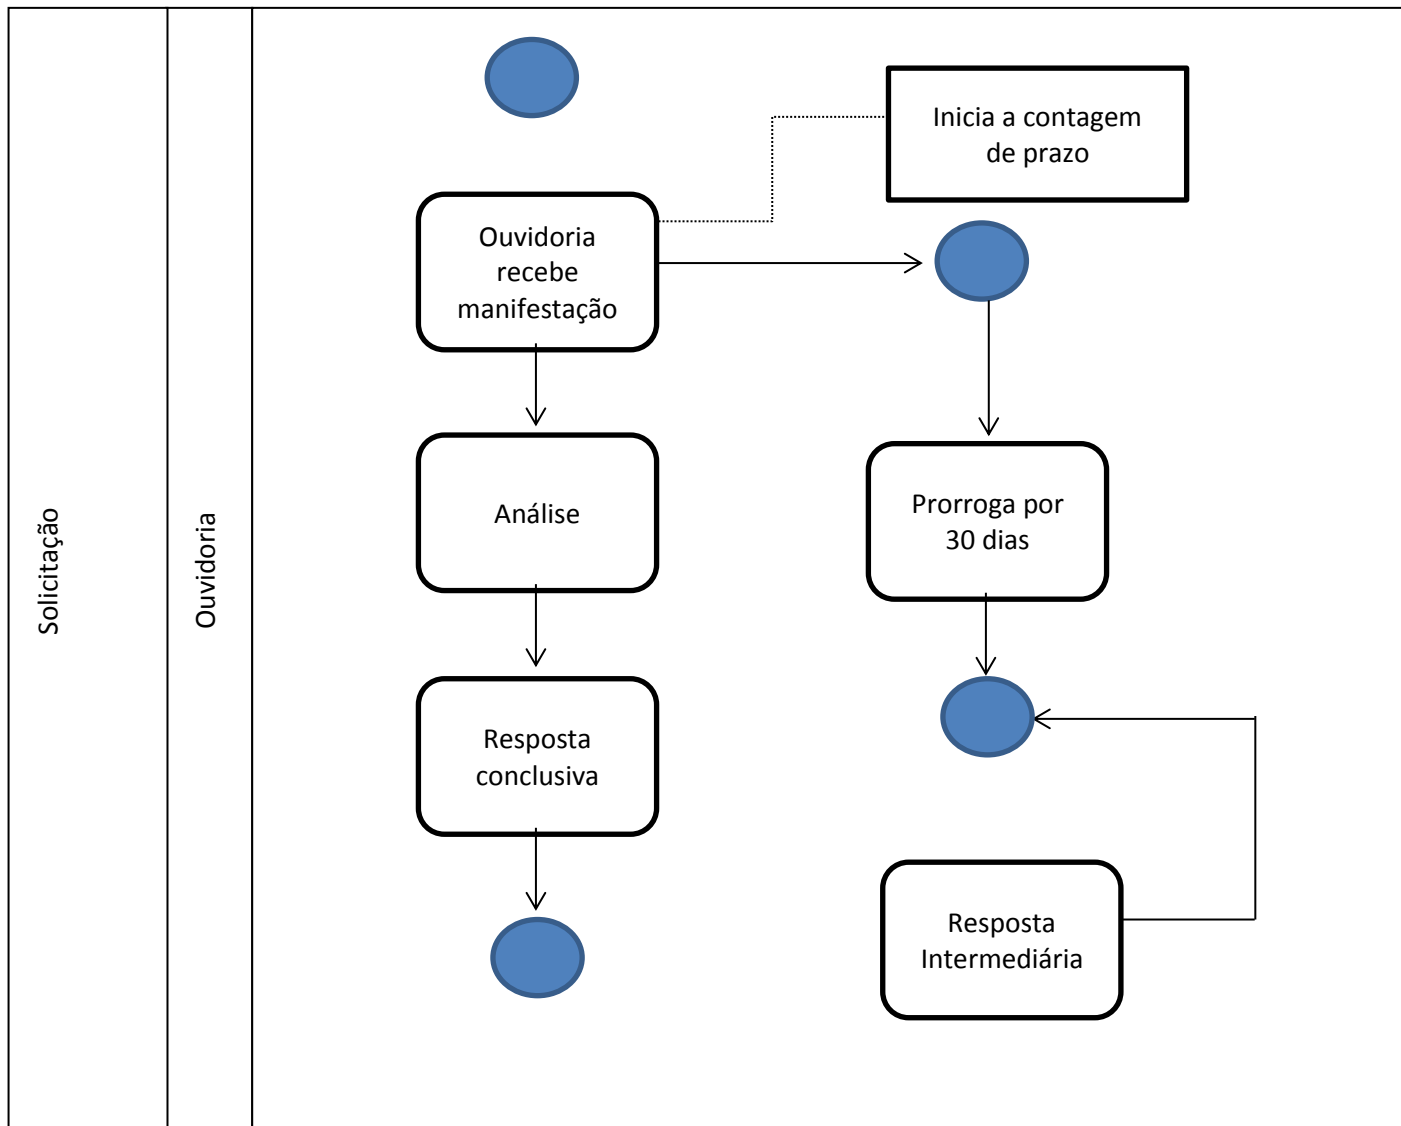 Solicitação
Ouvidoria
Inicia a contagem
de prazo
Ouvidoria
recebe
manifestação
Análise
Prorroga por
30 dias
Resposta
conclusiva
Resposta
Intermediária